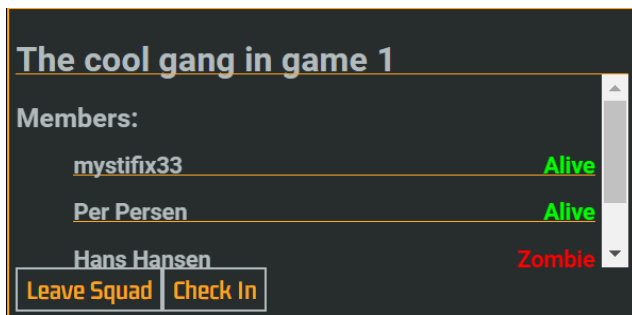 The cool gang in game 1
Members:
mystifix33 Alive
Per Persen Alive
Hans Hansen Zombie
Leave Squad Check In